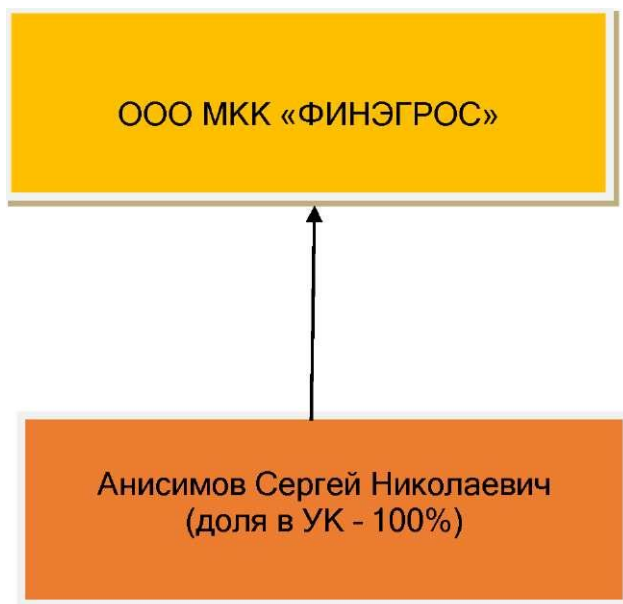 ООО МКК «ФИНЭГРОС»
Анисимов Сергей Николаевич
(доля в УК - 100%)